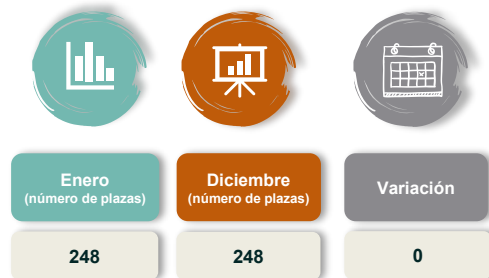 Enero
(número de plazas)
Diciembre
(número de plazas)
Variación
248
248
0